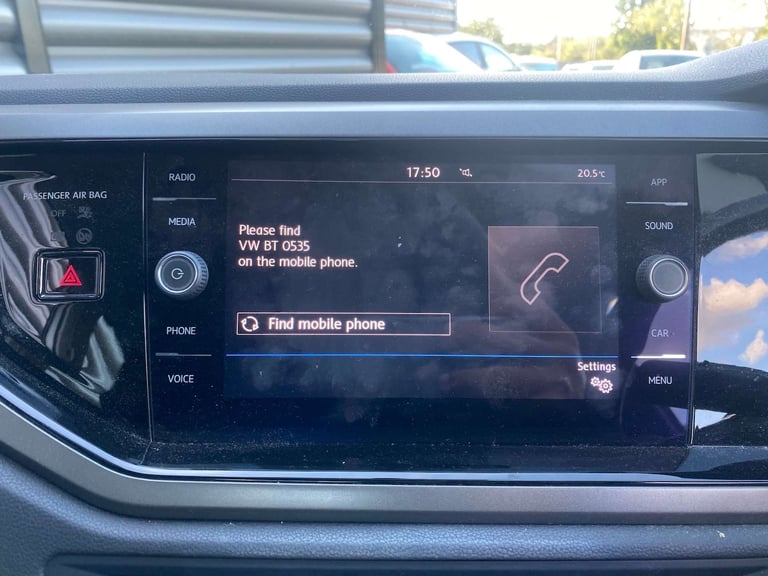 17:50
20.5°C
RADIO
MEDIA
PHONE
VOICE
PASSENGER AIR BAG
OFF
Please find
VW BT 0535
on the mobile phone.
Find mobile phone
Settings
APP
SOUND
CAR
MENU